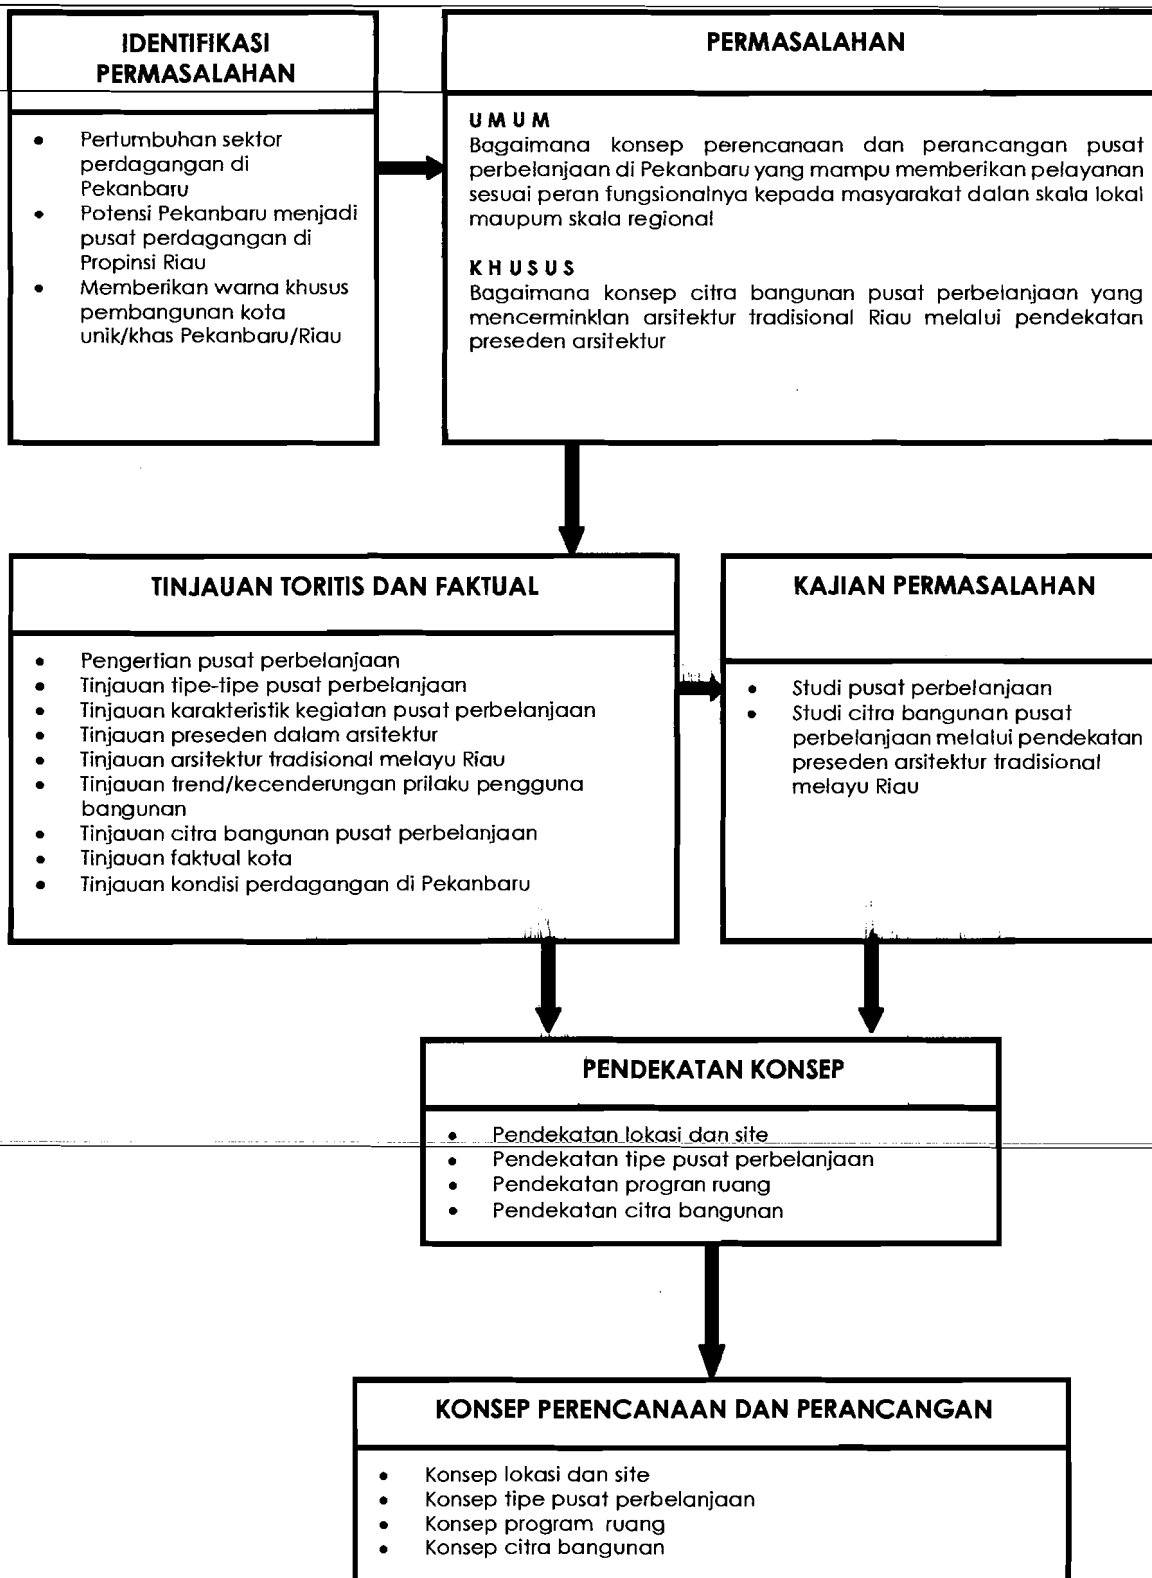 IDENTIFIKASI
PERMASALAHAN
• Pertumbuhan sektor
perdagangan di
Pekanbaru
• Potensi Pekanbaru menjadi
pusat perdagangan di
Propinsi Riau
• Memberikan warna khusus
pembangunan kota
unik/khas Pekanbaru/Riau
PERMASALAHAN
UMUM
Bagaimana konsep perencanaan dan perancangan pusat
perbelanjaan di Pekanbaru yang mampu memberikan pelayanan
sesuai peran fungsionalnya kepada masyarakat dalan skala lokal
maupum skala regional
KHUSUS
Bagaimana konsep citra bangunan pusat perbelanjaan yang
mencerminklan arsitektur tradisional Riau melalui pendekatan
preseden arsitektur
TINJAUAN TORITIS DAN FAKTUAL
• Pengertian pusat perbelanjaan
• Tinjauan tipe-tipe pusat perbelanjaan
• Tinjauan karakteristik kegiatan pusat perbelanjaan
• Tinjauan preseden dalam arsitektur
• Tinjauan arsitektur tradisional melayu Riau
• Tinjauan trend/kecenderungan prilaku pengguna
bangunan
• Tinjauan citra bangunan pusat perbelanjaan
• Tinjauan faktual kota
• Tinjauan kondisi perdagangan di Pekanbaru
KAJIAN PERMASALAHAN
• Studi pusat perbelanjaan
• Studi citra bangunan pusat
perbelanjaan melalui pendekatan
preseden arsitektur tradisional
melayu Riau
PENDEKATAN KONSEP
• Pendekatan lokasi dan site
• Pendekatan tipe pusat perbelanjaan
• Pendekatan progran ruang
• Pendekatan citra bangunan
KONSEP PERENCANAAN DAN PERANCANGAN
• Konsep lokasi dan site
• Konsep tipe pusat perbelanjaan
• Konsep program ruang
• Konsep citra bangunan